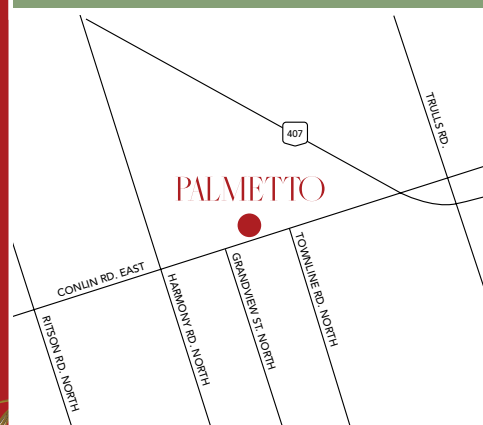 407
TRULLS RD.
PALMETTO
CONLIN RD. EAST
RITSON RD. NORTH
HARMONY RD. NORTH
GRANDVIEW ST. NORTH
TOWNLINE RD. NORTH